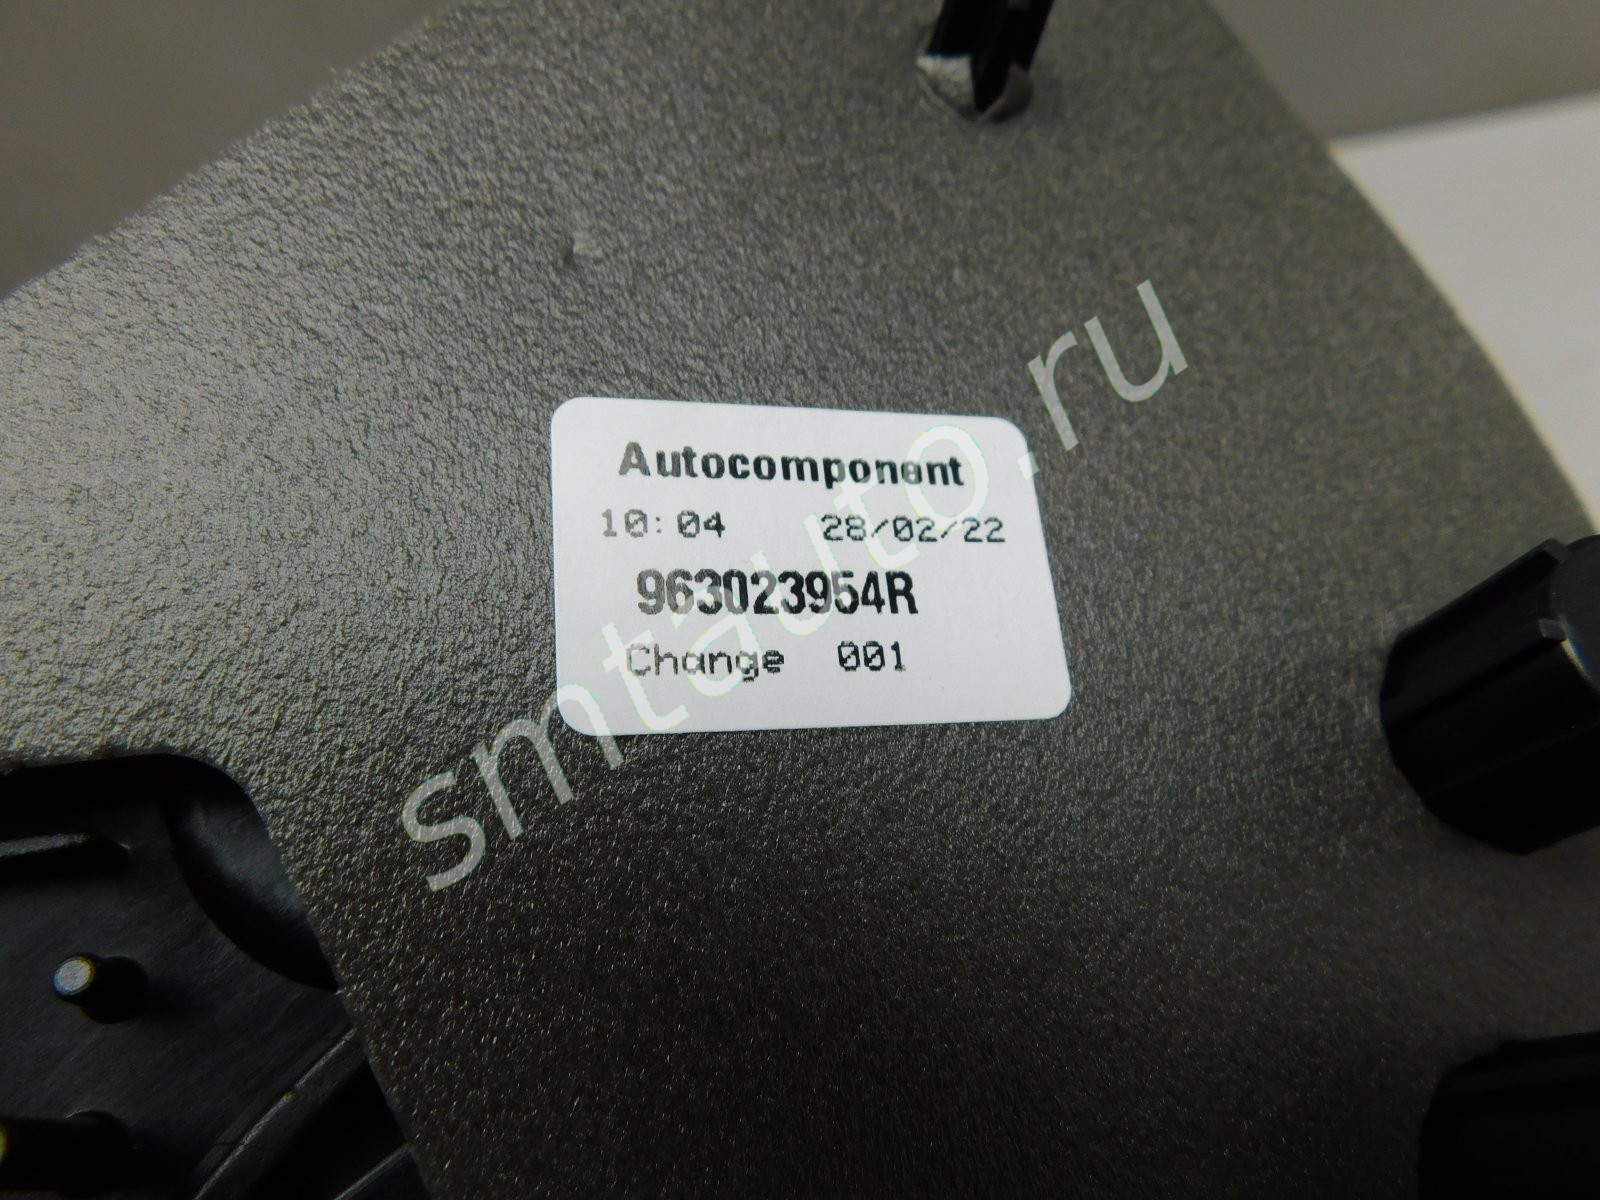 Autocomponent
10:04 28/02/22
963023954R
Change 001
smtauto.ru